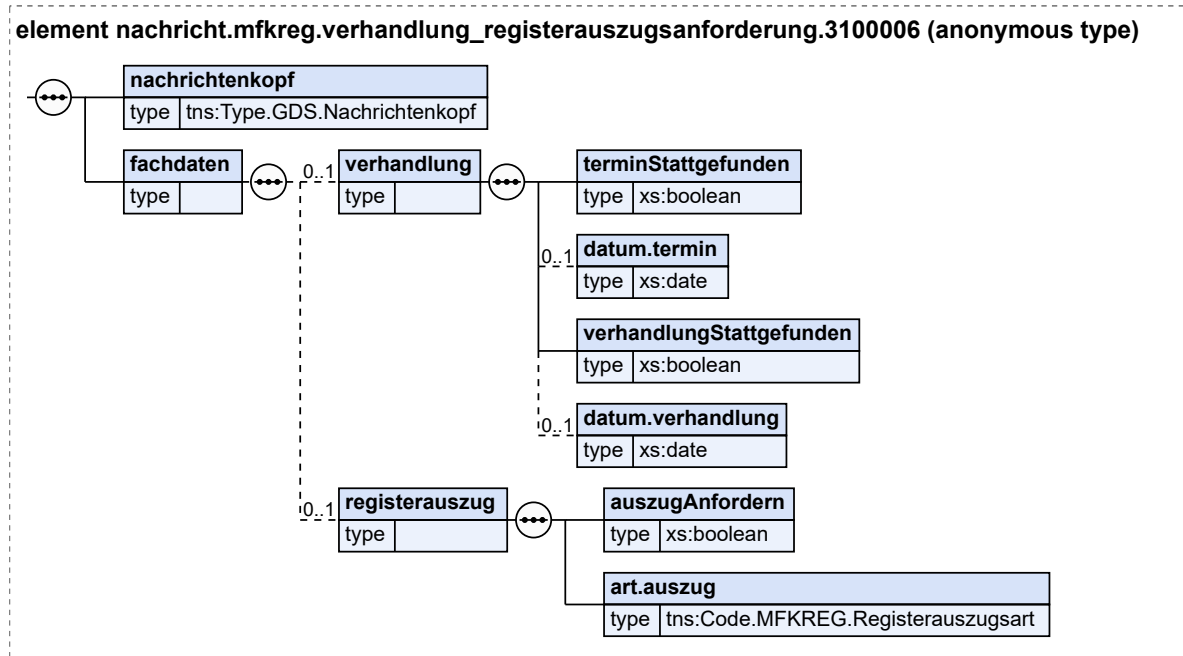 element nachricht.mfkreg.verhandlung_registerauszugsanforderung.3100006 (anonymous type)
nachrichtenkopf
type tns:Type.GDS.Nachrichtenkopf
fachdaten
type
0..1
verhandlung
type
terminStattgefunden
type xs:boolean
0..1
datum.termin
type xs:date
verhandlungStattgefunden
type xs:boolean
0..1
datum.verhandlung
type xs:date
0..1
registerauszug
type
auszugAnfordern
type xs:boolean
art.auszug
type tns:Code.MFKREG.Registerauszugsart